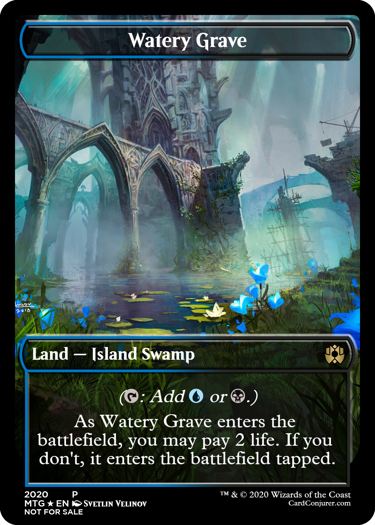 Watery Grave
Land — Island Swamp
(: Add or .)
As Watery Grave enters the
battlefield, you may pay 2 life. If you
don't, it enters the battlefield tapped.
2020 P
MTG ★ EN Svetlin Velinov
NOT FOR SALE
™ & © 2020 Wizards of the Coast
CardConjurer.com